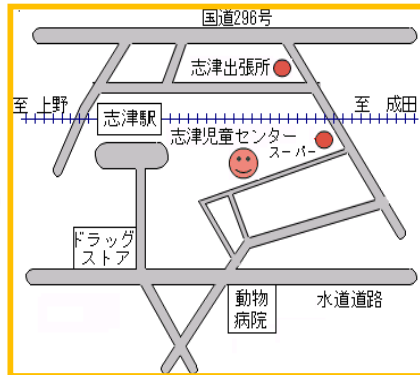 国道296号
志津出張所
至 上野
至 成田
志津駅
志津児童センター
スーパー
ドラッグ
ストア
動物
病院
水道道路